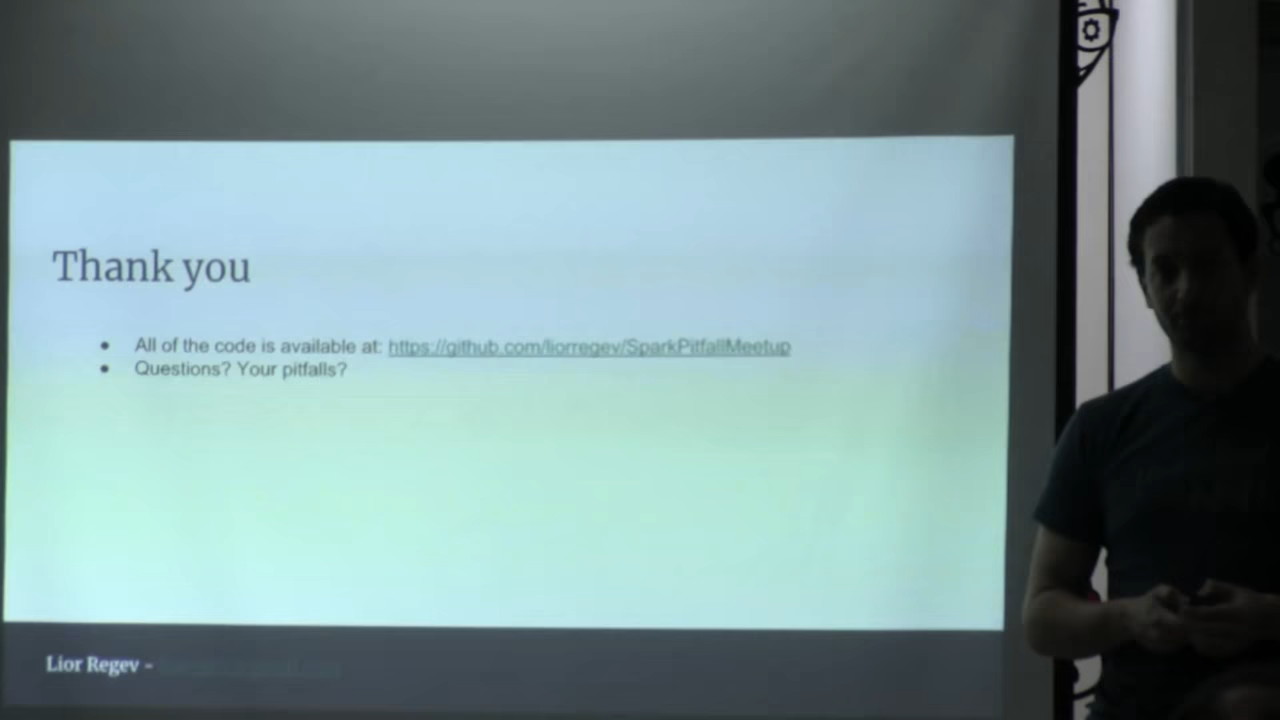 Thank you
● All of the code is available at: https://github.com/liorregev/SparkPitfallMeetup
● Questions? Your pitfalls?
Lior Regev -